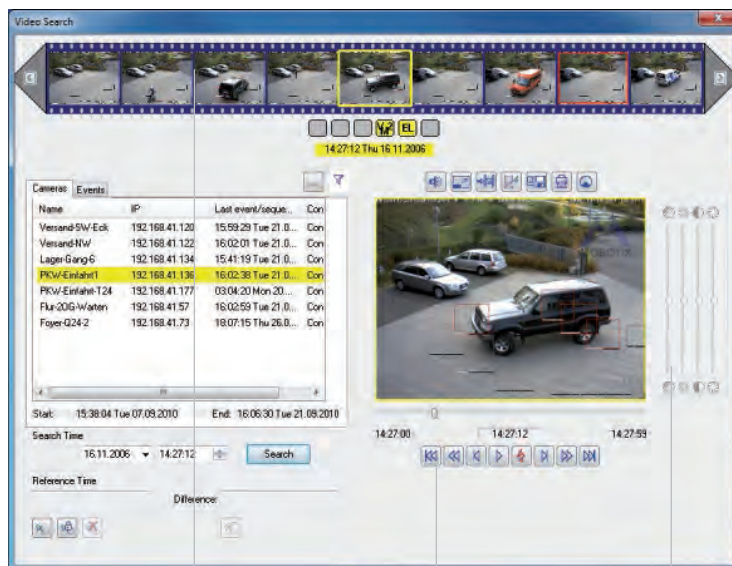 Video Search
EL
14:27:12 Thu 16 11.2006
Cameras Events
Name IP Last event/seque... Con
Versand-SW-Eck 192.168.41.120 15:59:29 Tue 21.0... Con
Versand-NW 192.168.41.122 16:02:01 Tue 21.0... Con
Lager-Gang-6 192.168.41.134 15:41:19 Tue 21.0... Con
PKW-Einfahrt1 192.168.41.136 16:02:38 Tue 21.0... Con
PKW-Einfahrt-T24 192.168.41.177 03:04:20 Mon 20.... Con
Flur-2OG-Warten 192.168.41.57 16:02:59 Tue 21.0... Con
Foyer-Q24-2 192.168.41.73 18:07:15 Thu 26.0... Con
Start: 15:38:04 Tue 07.09.2010 End: 16:06:30 Tue 21.09.2010
Search Time
16.11.2006 14:27:12 Search
Reference Time
Difference:
14:27:00 14:27:12 14:27:59